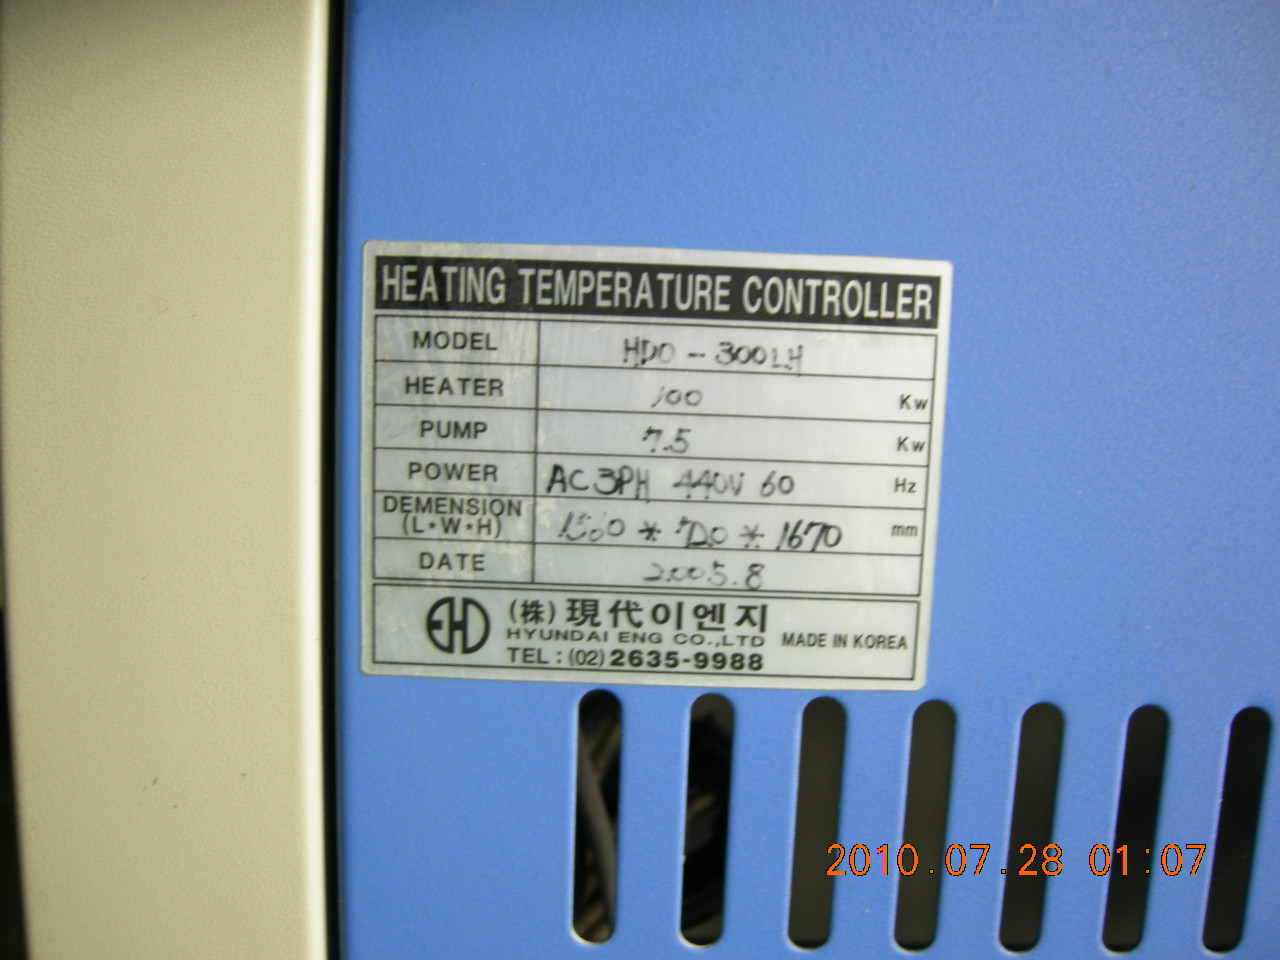 HEATING TEMPERATURE CONTROLLER
MODEL HDO - 300LH
HEATER 100 Kw
PUMP 7.5 Kw
POWER AC 3PH 440V 60 Hz
DEMENSION
(L*W*H) * * 1670 mm
DATE 2005.8
EHD (株) 現代이엔지
HYUNDAI ENG CO.,LTD MADE IN KOREA
TEL : (02) 2635-9988
2010.07.28 01:07